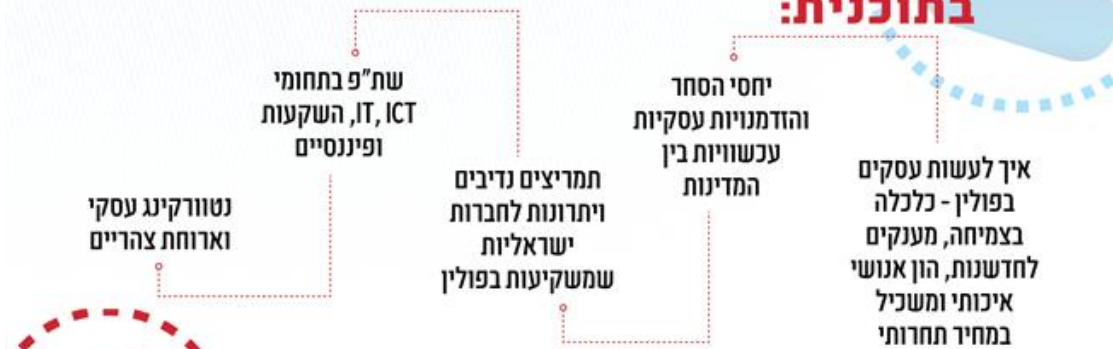 בתוכנית:
איך לעשות עסקים
בפולין - כלכלה
בצמיחה, מענקים
לחדשנות, הון אנושי
איכותי ומשכיל
במחיר תחרותי
יחסי הסחר
והזדמנויות עסקיות
עכשוויות בין
המדינות
תמריצים נדיבים
ויתרונות לחברות
ישראליות
שמשקיעות בפולין
שת"פ בתחומי
IT, ICT, השקעות
ופיננסיים
נטוורקינג עסקי
וארוחת צהריים